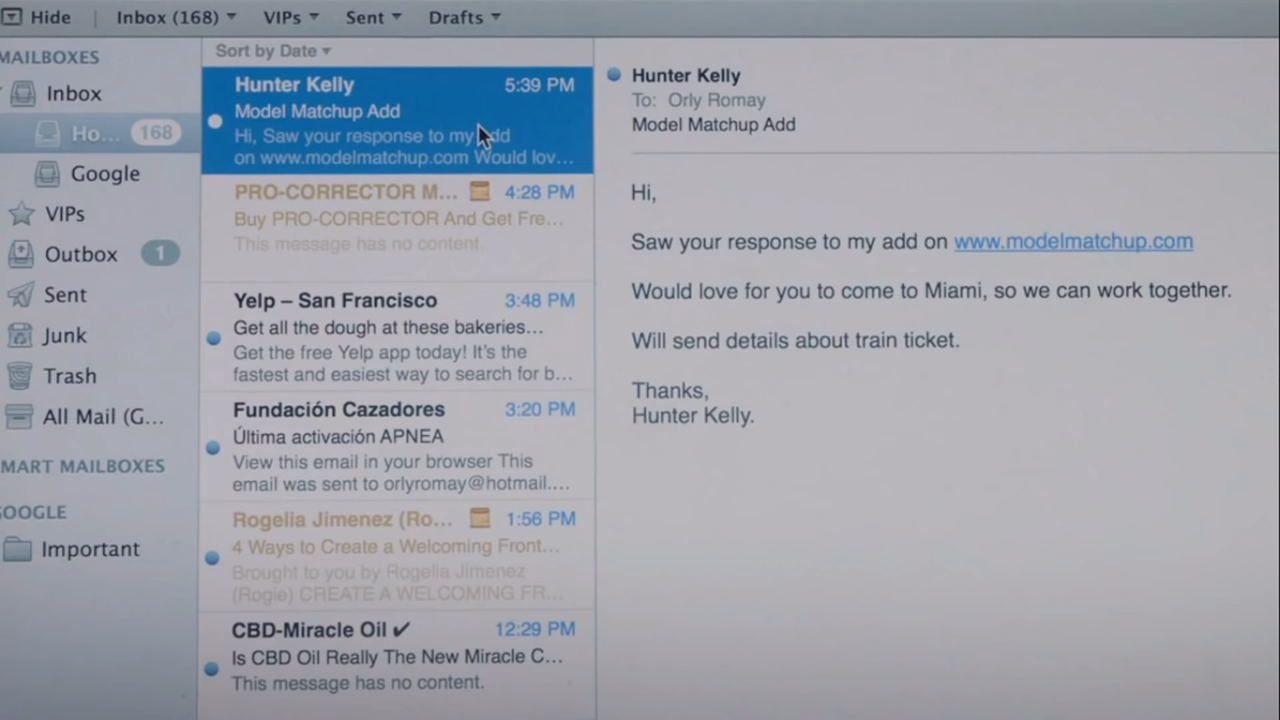 Hide
Inbox (168)
VIPs
Sent
Drafts
MAILBOXES
Inbox
Ho... 168
Google
VIPs
Outbox 1
Sent
Junk
Trash
All Mail (G...
MART MAILBOXES
GOOGLE
Important
Sort by Date
Hunter Kelly 5:39 PM
Model Matchup Add
Hi, Saw your response to my add
on www.modelmatchup.com Would lov...
PRO-CORRECTOR M... 4:28 PM
Buy PRO-CORRECTOR And Get Fre...
This message has no content.
Yelp – San Francisco 3:48 PM
Get all the dough at these bakeries...
Get the free Yelp app today! It's the
fastest and easiest way to search for b...
Fundación Cazadores 3:20 PM
Última activación APNEA
View this email in your browser This
email was sent to orlyromay@hotmail....
Rogelia Jimenez (Ro... 1:56 PM
4 Ways to Create a Welcoming Front...
Brought to you by Rogelia Jimenez
(Rogie) CREATE A WELCOMING FR...
CBD-Miracle Oil ✔ 12:29 PM
Is CBD Oil Really The New Miracle C...
This message has no content.
Hunter Kelly
To: Orly Romay
Model Matchup Add
Hi,
Saw your response to my add on www.modelmatchup.com
Would love for you to come to Miami, so we can work together.
Will send details about train ticket.
Thanks,
Hunter Kelly.